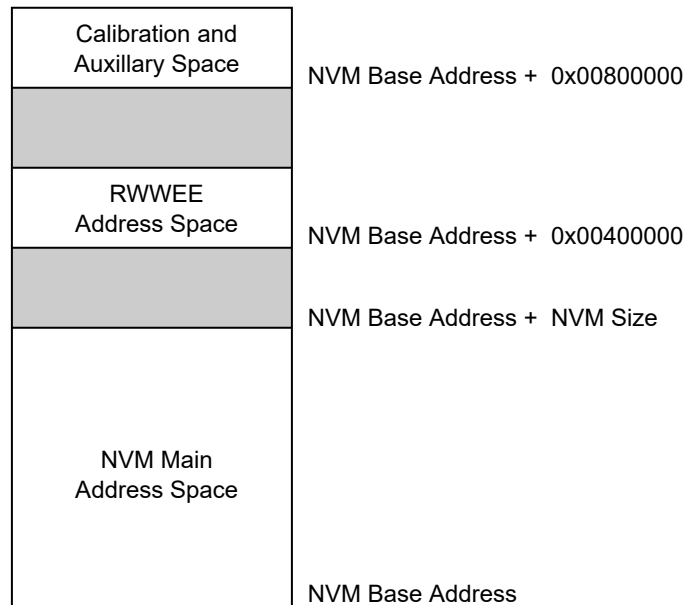 Calibration and
Auxillary Space
NVM Base Address + 0x00800000
RWWEE
Address Space
NVM Base Address + 0x00400000
NVM Base Address + NVM Size
NVM Main
Address Space
NVM Base Address